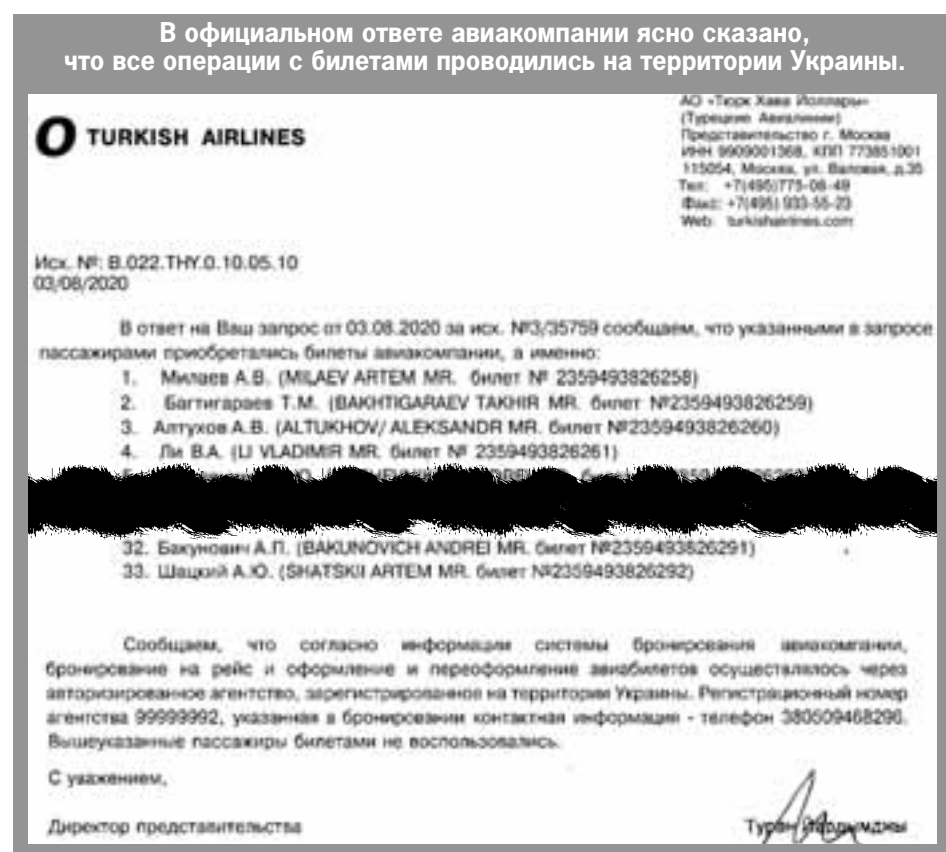 В официальном ответе авиакомпании ясно сказано,
что все операции с билетами проводились на территории Украины.
TURKISH AIRLINES
АО «Тюрк Хава Йоллары»
(Турецкие Авиалинии)
Представительство г. Москва
ИНН 9909001368, КПП 773851001
115054, Москва, ул. Валовая, д.35
Тел: +7(495)775-08-49
Факс: +7(495) 933-55-23
Web: turkishairlines.com
Исх. №: B.022.THY.0.10.05.10
03/08/2020
В ответ на Ваш запрос от 03.08.2020 за исх. №3/35759 сообщаем, что указанными в запросе
пассажирами приобретались билеты авиакомпании, а именно:
1. Милаев А.В. (MILAEV ARTEM MR. билет № 2359493826258)
2. Багтигараев Т.М. (BAKHTIGARAEV TAKHIR MR. билет №2359493826259)
3. Алтухов А.В. (ALTUKHOV/ ALEKSANDR MR. билет №2359493826260)
4. Ли В.А. (LI VLADIMIR MR. билет № 2359493826261)
32. Бакунович А.П. (BAKUNOVICH ANDREI MR. билет №2359493826291)
33. Шацкий А.Ю. (SHATSKII ARTEM MR. билет №2359493826292)
Сообщаем, что согласно информации системы бронирования авиакомпании,
бронирование на рейс и оформление и переоформление авиабилетов осуществлялось через
авторизированное агентство, зарегистрированное на территории Украины. Регистрационный номер
агентства 99999992, указанная в бронировании контактная информация - телефон 380509468296.
Вышеуказанные пассажиры билетами не воспользовались.
С уважением,
Директор представительства
Туран Йардымджы